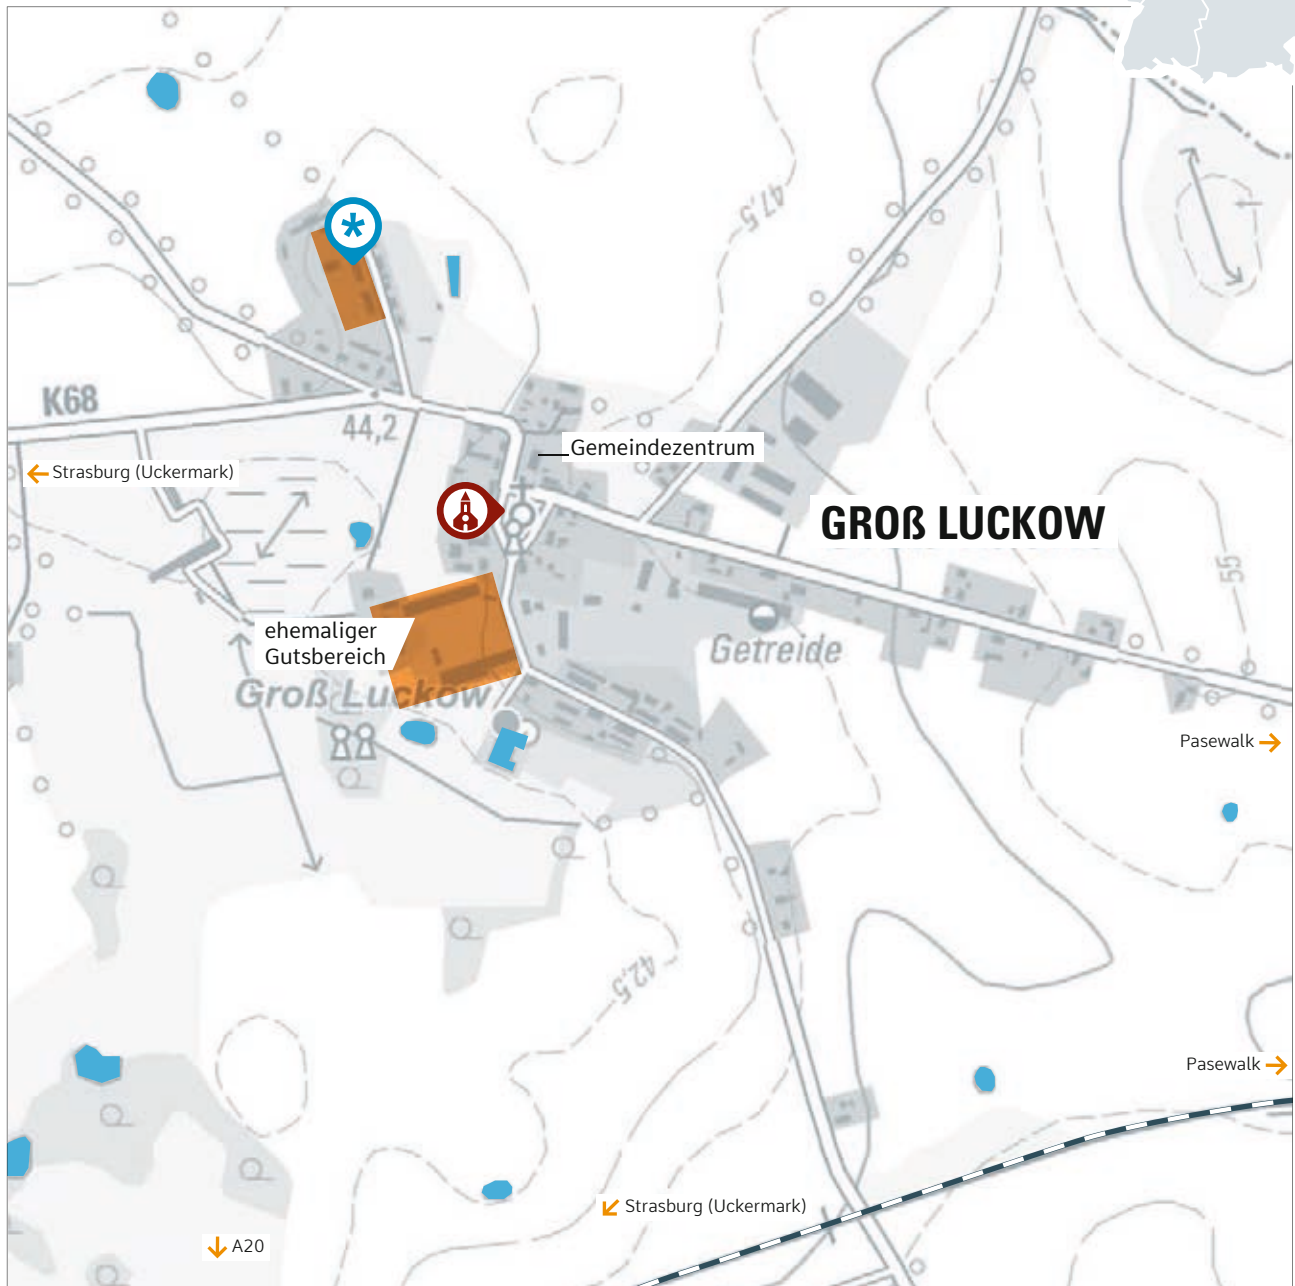 47,5
K68
44,2
Gemeindezentrum
Strasburg (Uckermark)
GROß LUCKOW
55
ehemaliger
Gutsbereich
Getreide
Groß Luckow
Pasewalk
42,5
Pasewalk
Strasburg (Uckermark)
A20